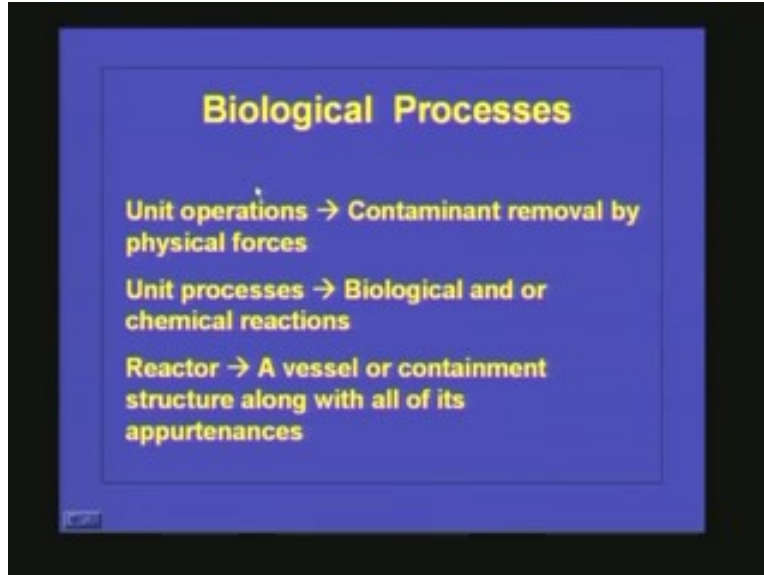 Biological Processes
Unit operations → Contaminant removal by
physical forces
Unit processes → Biological and or
chemical reactions
Reactor → A vessel or containment
structure along with all of its
appurtenances